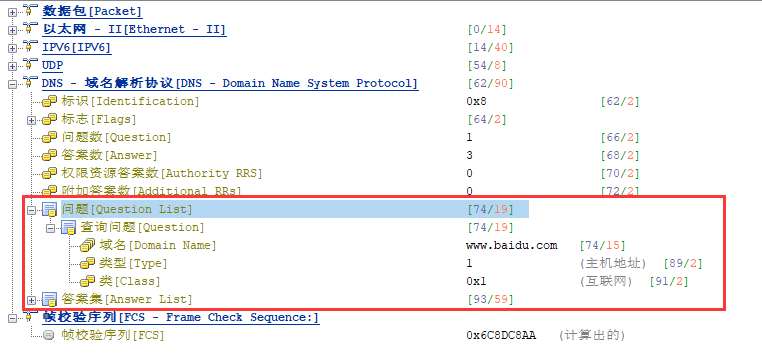 数据包[Packet]
以太网 - II[Ethernet - II] [0/14]
IPV6[IPV6] [14/40]
UDP [54/8]
DNS - 域名解析协议[DNS - Domain Name System Protocol] [62/90]
标识[Identification] 0x8 [62/2]
标志[Flags] [64/2]
问题数[Question] 1 [66/2]
答案数[Answer] 3 [68/2]
权限资源答案数[Authority RRS] 0 [70/2]
附加答案数[Additional RRs] 0 [72/2]
问题[Question List] [74/19]
查询问题[Question] [74/19]
域名[Domain Name] www.baidu.com [74/15]
类型[Type] 1 (主机地址) [89/2]
类[Class] 0x1 (互联网) [91/2]
答案集[Answer List] [93/59]
帧校验序列[FCS - Frame Check Sequence:]
帧校验序列[FCS] 0x6C8DC8AA (计算出的)